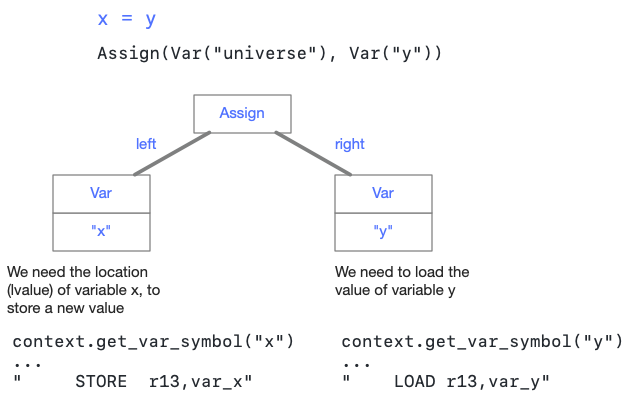 x = y
Assign(Var("universe"), Var("y"))
Assign
left
right
Var
"x"
Var
"y"
We need the location
(lvalue) of variable x, to
store a new value
We need to load the
value of variable y
context.get_var_symbol("x")
...
"     STORE  r13,var_x"
context.get_var_symbol("y")
...
"    LOAD r13,var_y"